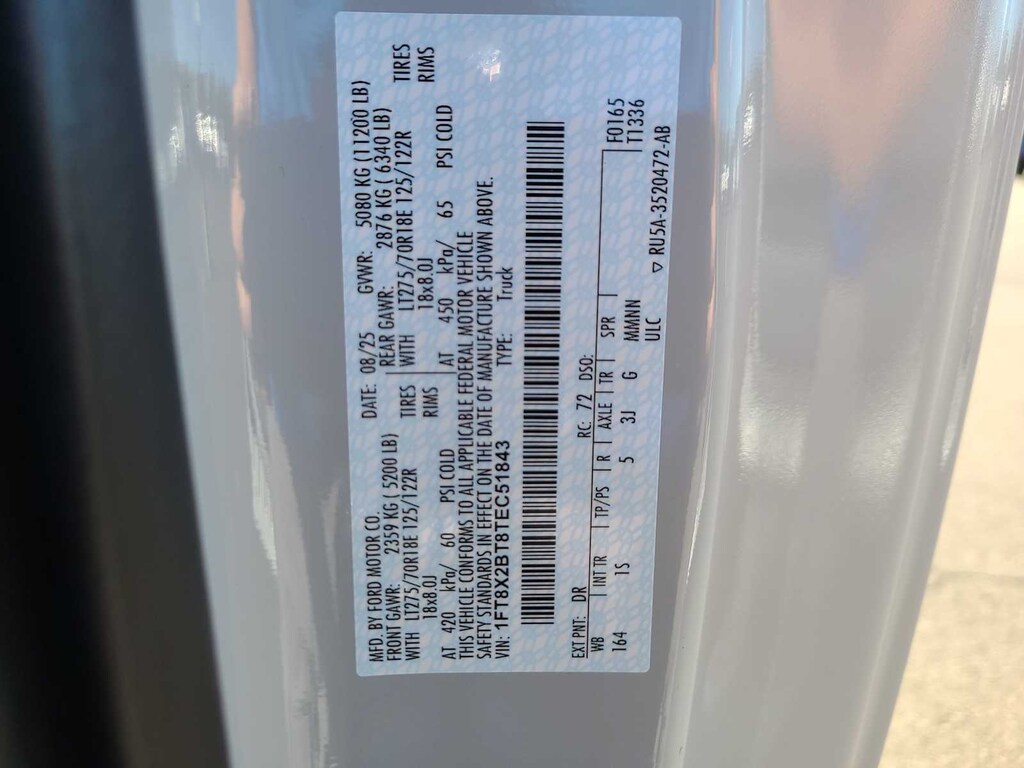 MFD. BY FORD MOTOR CO.
DATE: 08/25 GVWR: 5080 KG (11200 LB)
FRONT GAWR: 2359 KG ( 5200 LB) REAR GAWR: 2876 KG ( 6340 LB)
WITH LT275/70R18E 125/122R TIRES WITH LT275/70R18E 125/122R TIRES
18x8.0J RIMS 18x8.0J RIMS
AT 420 kPa/ 60 PSI COLD AT 450 kPa/ 65 PSI COLD
THIS VEHICLE CONFORMS TO ALL APPLICABLE FEDERAL MOTOR VEHICLE
SAFETY STANDARDS IN EFFECT ON THE DATE OF MANUFACTURE SHOWN ABOVE.
VIN: 1FT8X2BT8TEC51843 TYPE: Truck
EXT PNT: DR RC: 72 DSO:
WB INT TR TP/PS R AXLE TR SPR F0165
164 1S 5 3J G MMNN T1336
ULC
▽ RU5A-3520472-AB